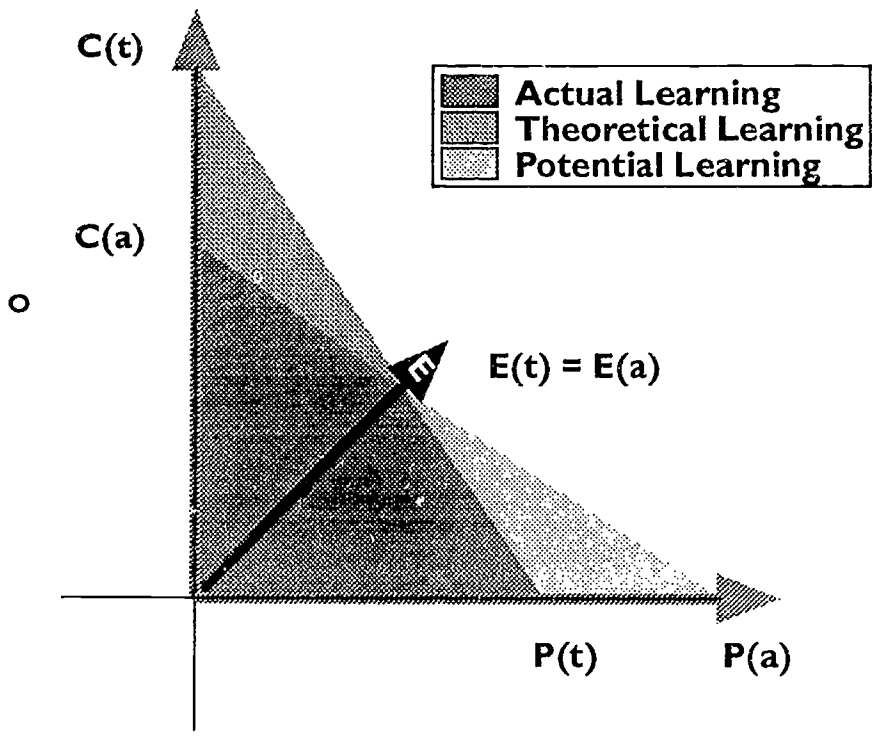 C(t)
Actual Learning
Theoretical Learning
Potential Learning
C(a)
O
E
E(t) = E(a)
P(t)
P(a)